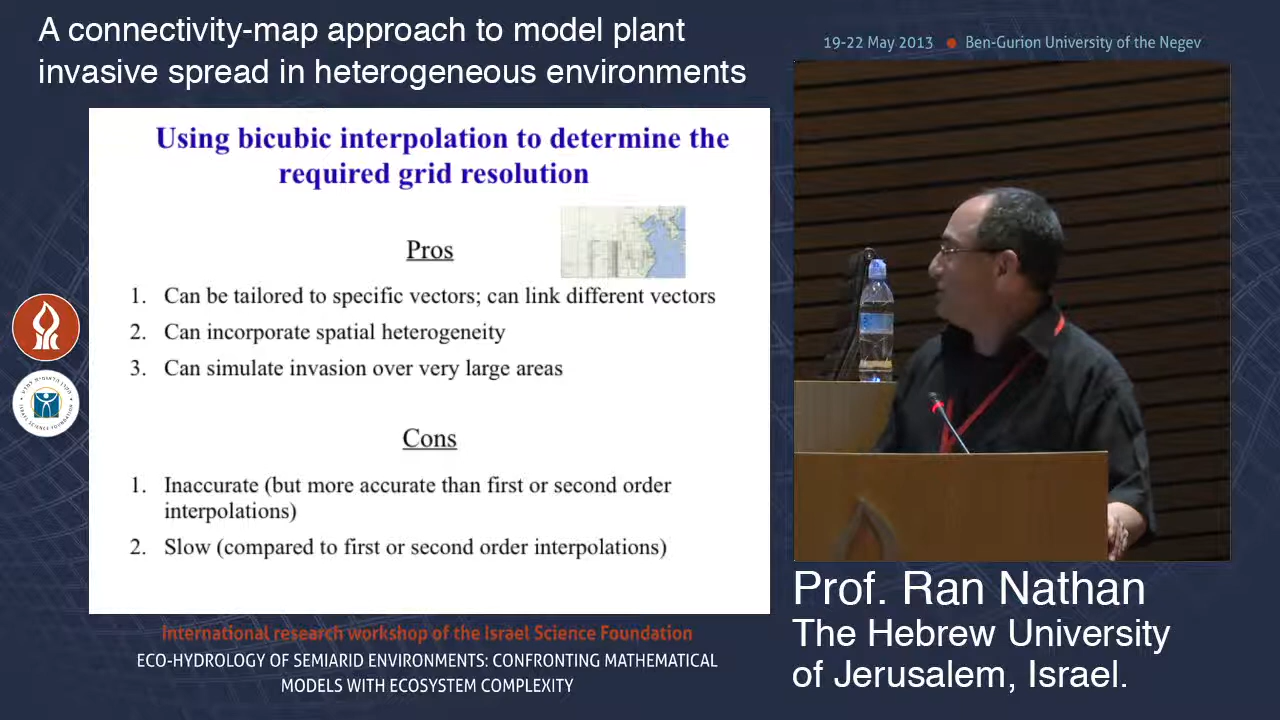 A connectivity-map approach to model plant
invasive spread in heterogeneous environments
19-22 May 2013 ● Ben-Gurion University of the Negev
Using bicubic interpolation to determine the
required grid resolution
Pros
1. Can be tailored to specific vectors; can link different vectors
2. Can incorporate spatial heterogeneity
3. Can simulate invasion over very large areas
Cons
1. Inaccurate (but more accurate than first or second order
interpolations)
2. Slow (compared to first or second order interpolations)
International research workshop of the Israel Science Foundation
ECO-HYDROLOGY OF SEMIARID ENVIRONMENTS: CONFRONTING MATHEMATICAL
MODELS WITH ECOSYSTEM COMPLEXITY
Prof. Ran Nathan
The Hebrew University
of Jerusalem, Israel.